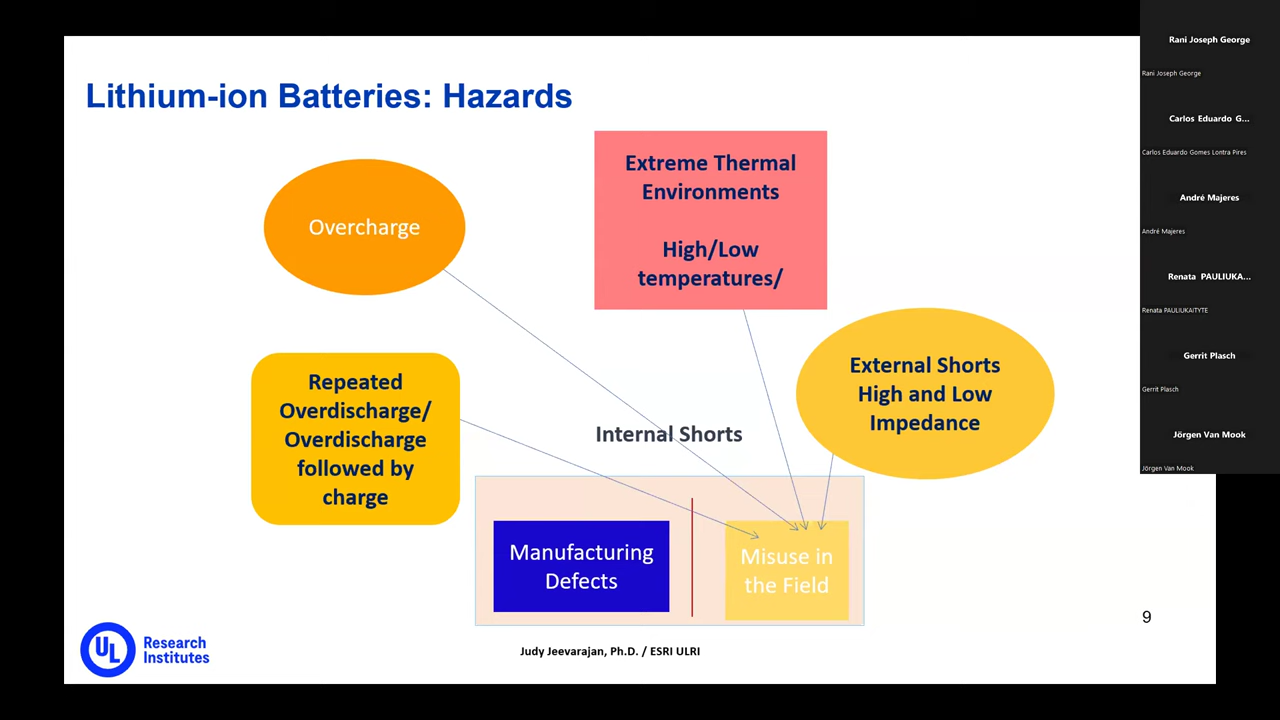 Lithium-ion Batteries: Hazards
Overcharge
Extreme Thermal
Environments
High/Low
temperatures/
Repeated
Overdischarge/
Overdischarge
followed by
charge
External Shorts
High and Low
Impedance
Internal Shorts
Manufacturing
Defects
Misuse in
the Field
9
UL
Research
Institutes
Judy Jeevarajan, Ph.D. / ESRI ULRI
Rani Joseph George
Rani Joseph George
Carlos Eduardo G...
Carlos Eduardo Gomes Lontra Pires
André Majeres
André Majeres
Renata PAULIUKA...
Renata PAULIUKAITYTE
Gerrit Plasch
Gerrit Plasch
Jörgen Van Mook
Jörgen Van Mook